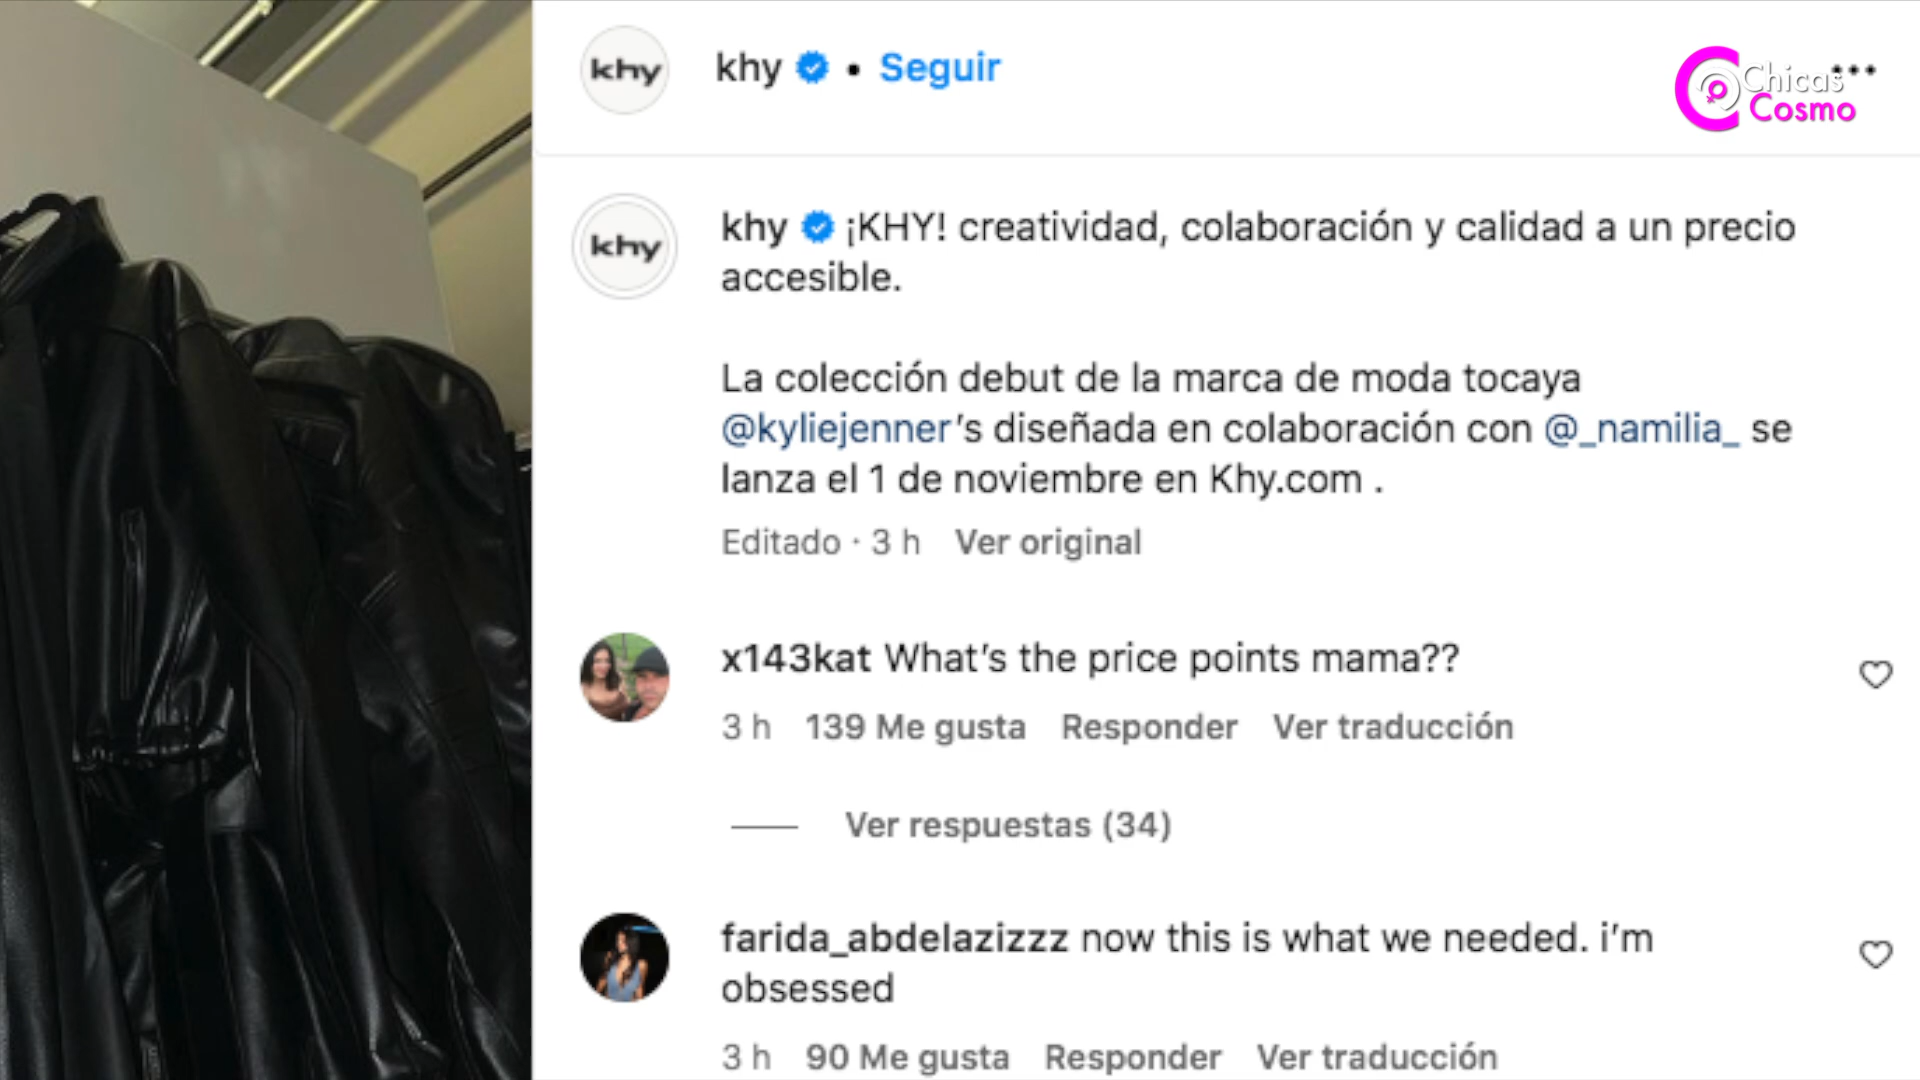 khy
khy • Seguir
Chicas
Cosmo
khy
khy ¡KHY! creatividad, colaboración y calidad a un precio
accesible.
La colección debut de la marca de moda tocaya
@kyliejenner’s diseñada en colaboración con @_namilia_ se
lanza el 1 de noviembre en Khy.com .
Editado · 3 h Ver original
x143kat What’s the price points mama??
3 h 139 Me gusta Responder Ver traducción
Ver respuestas (34)
farida_abdelazizzz now this is what we needed. i’m
obsessed
3 h 90 Me gusta Responder Ver traducción